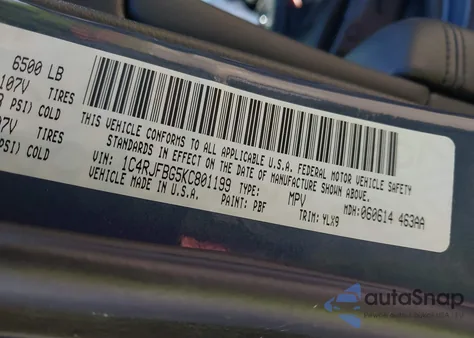 6500 LB
107V TIRES
PSI) COLD
07V TIRES
PSI) COLD
THIS VEHICLE CONFORMS TO ALL APPLICABLE U.S.A. FEDERAL MOTOR VEHICLE SAFETY
STANDARDS IN EFFECT ON THE DATE OF MANUFACTURE SHOWN ABOVE.
VIN: 1C4RJFBG5KC801199 TYPE: MPV
VEHICLE MADE IN U.S.A. PAINT: PBF TRIM: YLX9 MDH: 060614 463AA
autoSnap